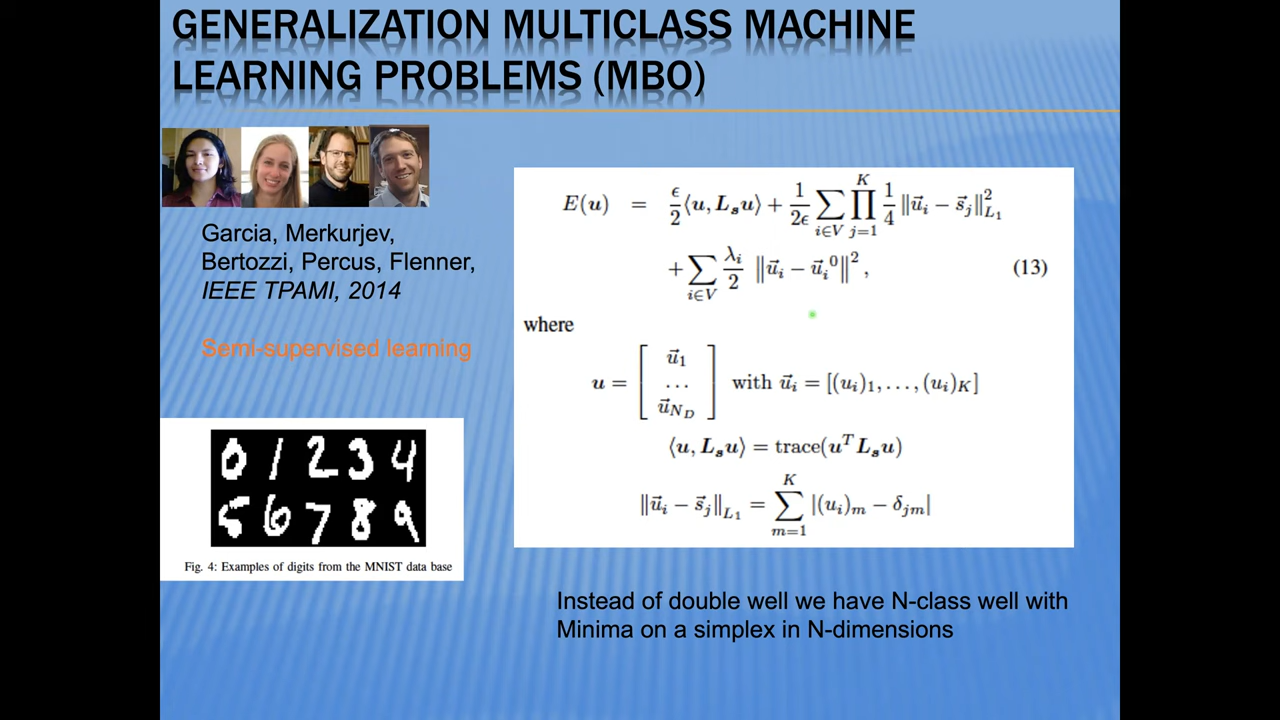 GENERALIZATION MULTICLASS MACHINE
LEARNING PROBLEMS (MBO)
Garcia, Merkurjev,
Bertozzi, Percus, Flenner,
IEEE TPAMI, 2014
Semi-supervised learning
0 1 2 3 4
5 6 7 8 9
Fig. 4: Examples of digits from the MNIST data base
E(u) = ϵ/2 ⟨u, L_s u⟩ + 1/2ϵ ∑_{i∈V} ∏_{j=1}^{K} 1/4 ‖u⃗_i − s⃗_j‖²_{L_1}
+ ∑_{i∈V} λ_i/2 ‖u⃗_i − u⃗_i⁰‖², (13)
where
u = [u⃗_1 … u⃗_{N_D}] with u⃗_i = [(u_i)_1, . . . , (u_i)_K]
⟨u, L_s u⟩ = trace(u^T L_s u)
‖u⃗_i − s⃗_j‖_{L_1} = ∑_{m=1}^{K} |(u_i)_m − δ_{jm}|
Instead of double well we have N-class well with
Minima on a simplex in N-dimensions